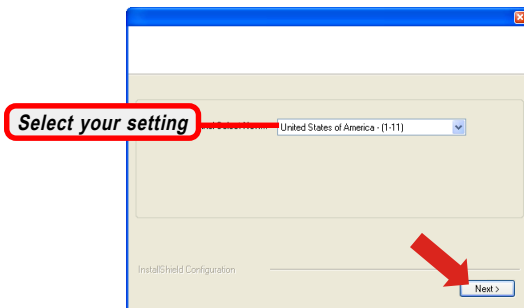 Select your setting
United States of America - (1-11)
InstallShield Configuration
Next >